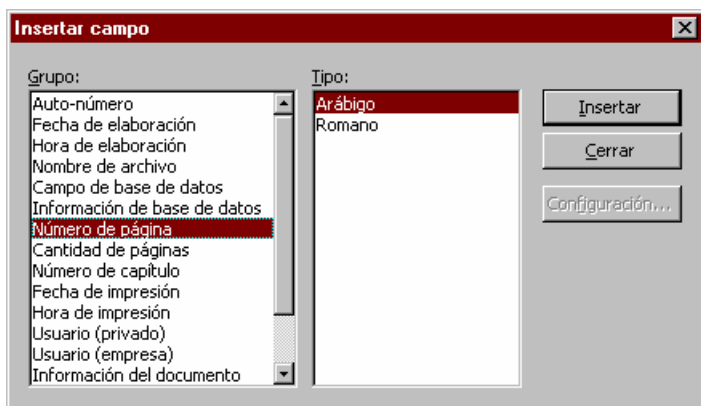 Insertar campo
Grupo:
Auto-número
Fecha de elaboración
Hora de elaboración
Nombre de archivo
Campo de base de datos
Información de base de datos
Número de página
Cantidad de páginas
Número de capítulo
Fecha de impresión
Hora de impresión
Usuario (privado)
Usuario (empresa)
Información del documento
Tipo:
Arábigo
Romano
Insertar
Cerrar
Configuración...